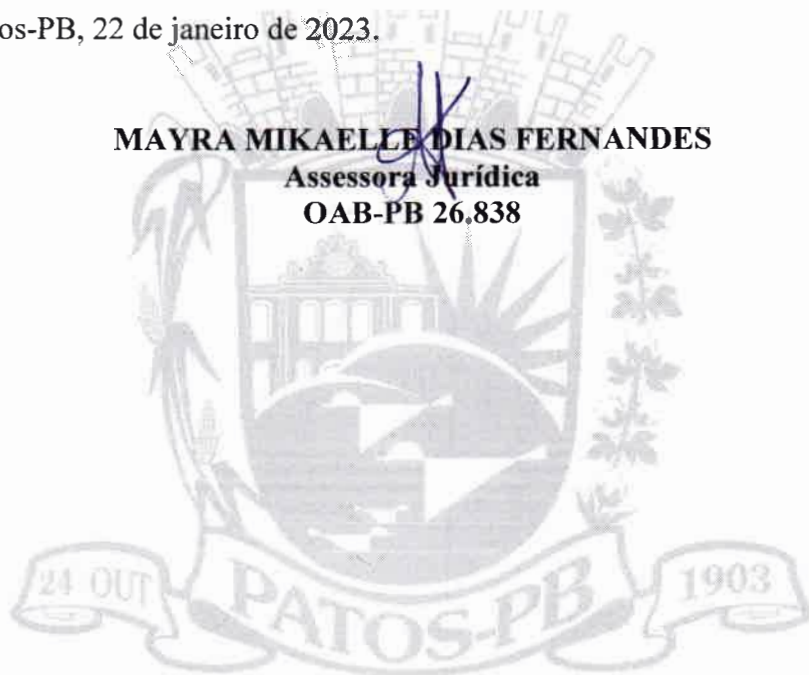 os-PB, 22 de janeiro de 2023.
MAYRA MIKAELLE DIAS FERNANDES
Assessora Jurídica
OAB-PB 26.838
24 OUT
PATOS-PB
1903